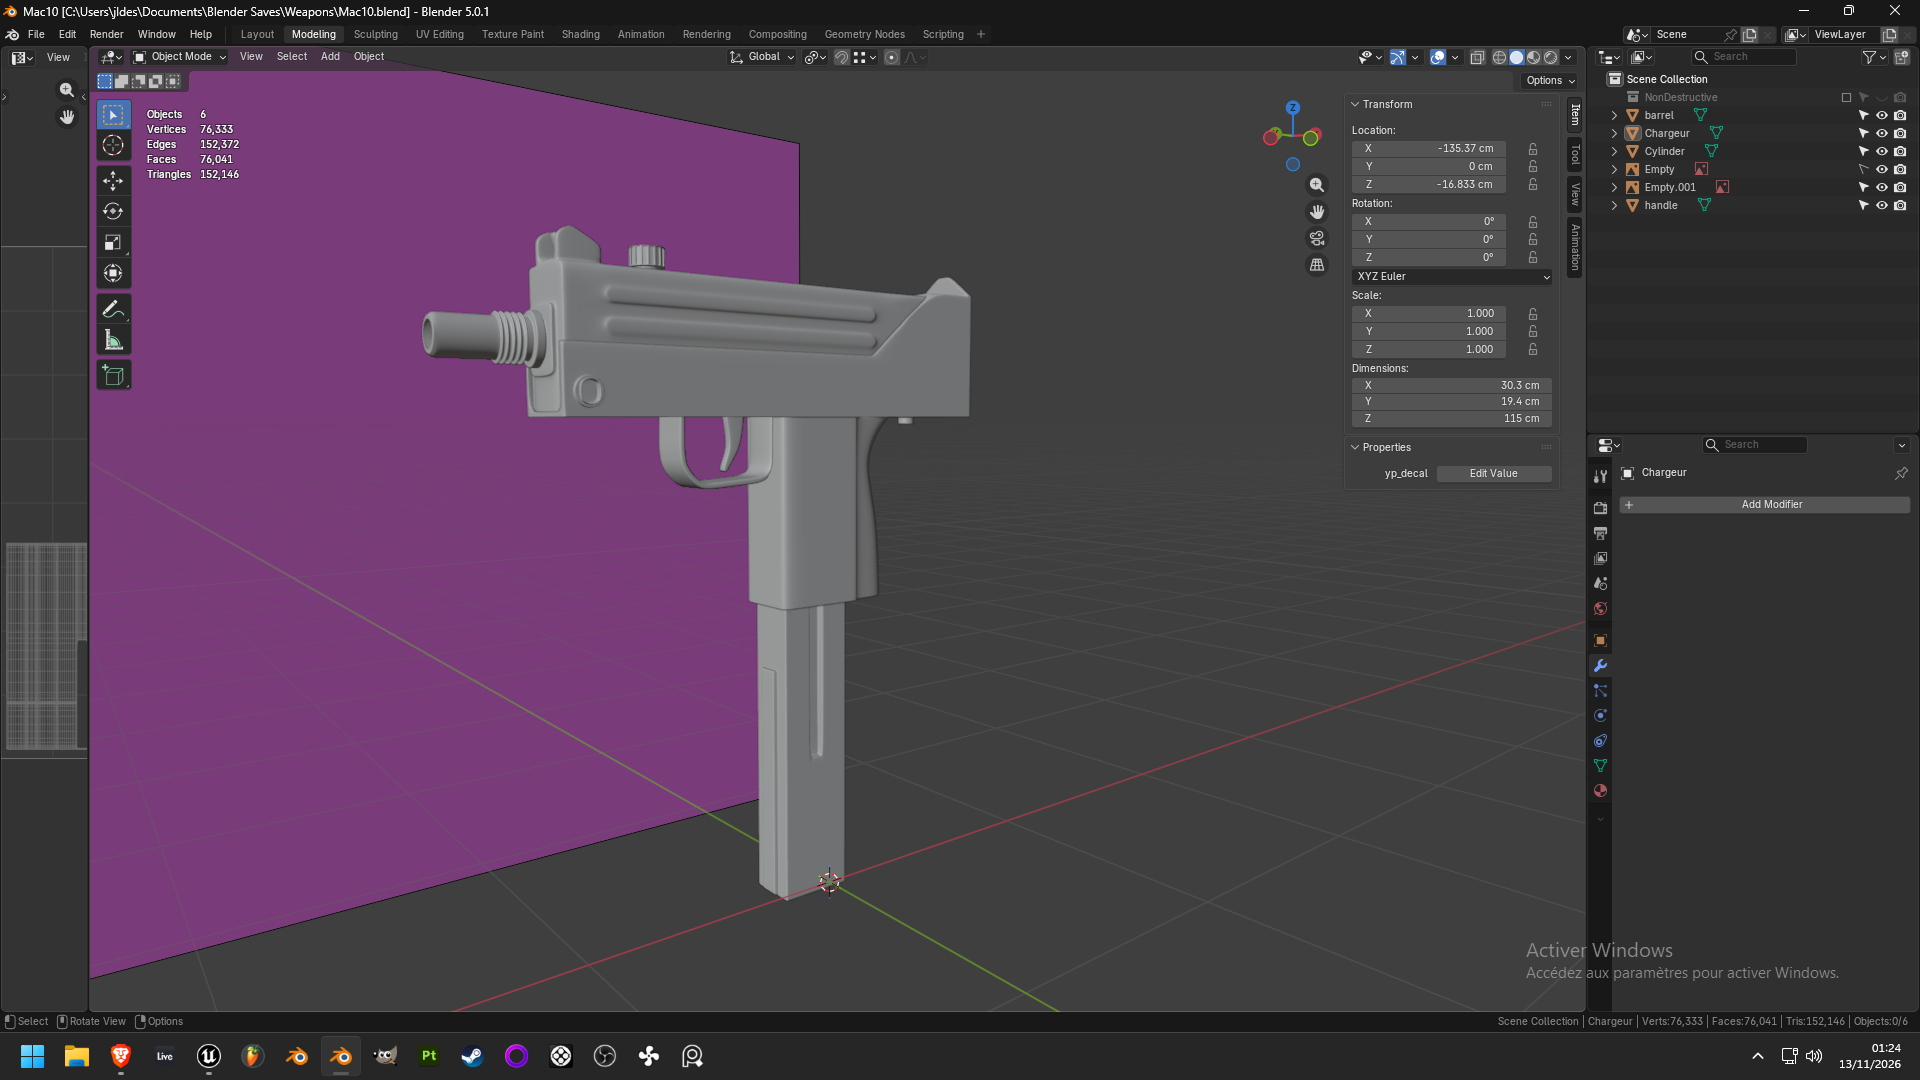 Mac10 [C:\Users\jldes\Documents\Blender Saves\Weapons\Mac10.blend] - Blender 5.0.1
File Edit Render Window Help Layout Modeling Sculpting UV Editing Texture Paint Shading Animation Rendering Compositing Geometry Nodes Scripting + Scene ViewLayer
View Object Mode View Select Add Object Global Search
Options
Objects 6
Vertices 76,333
Edges 152,372
Faces 76,041
Triangles 152,146
Z
Transform
Location:
X -135.37 cm
Y 0 cm
Z -16.833 cm
Rotation:
X 0°
Y 0°
Z 0°
XYZ Euler
Scale:
X 1.000
Y 1.000
Z 1.000
Dimensions:
X 30.3 cm
Y 19.4 cm
Z 115 cm
Properties
yp_decal Edit Value
Item
Tool
View
Animation
Scene Collection
NonDestructive
barrel
Chargeur
Cylinder
Empty
Empty.001
handle
Search
Chargeur
+ Add Modifier
Activer Windows
Accédez aux paramètres pour activer Windows.
Select Rotate View Options Scene Collection | Chargeur | Verts:76,333 | Faces:76,041 | Tris:152,146 | Objects:0/6
Live
Pt
01:24
13/11/2026